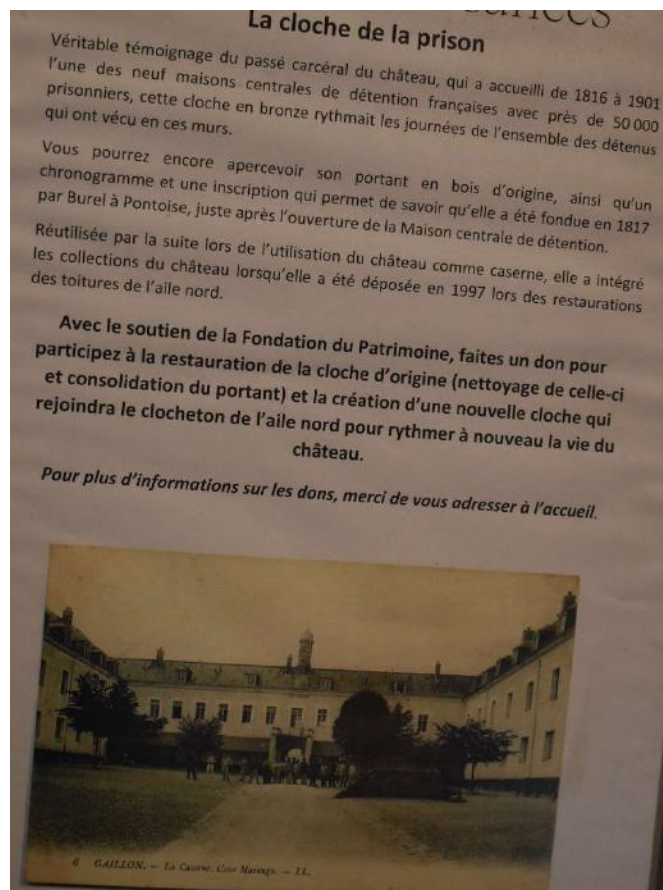 La cloche de la prison
Véritable témoignage du passé carcéral du château, qui a accueilli de 1816 à 1901
l'une des neuf maisons centrales de détention françaises avec près de 50 000
prisonniers, cette cloche en bronze rythmait les journées de l'ensemble des détenus
qui ont vécu en ces murs.
Vous pourrez encore apercevoir son portant en bois d'origine, ainsi qu'un
chronogramme et une inscription qui permet de savoir qu'elle a été fondue en 1817
par Burel à Pontoise, juste après l'ouverture de la Maison centrale de détention.
Réutilisée par la suite lors de l'utilisation du château comme caserne, elle a intégré
les collections du château lorsqu'elle a été déposée en 1997 lors des restaurations
des toitures de l'aile nord.
Avec le soutien de la Fondation du Patrimoine, faites un don pour
participez à la restauration de la cloche d'origine (nettoyage de celle-ci
et consolidation du portant) et la création d'une nouvelle cloche qui
rejoindra le clocheton de l'aile nord pour rythmer à nouveau la vie du
château.
Pour plus d'informations sur les dons, merci de vous adresser à l'accueil.
6 GAILLON. — La Caserne. Cour Marengo. — LL.